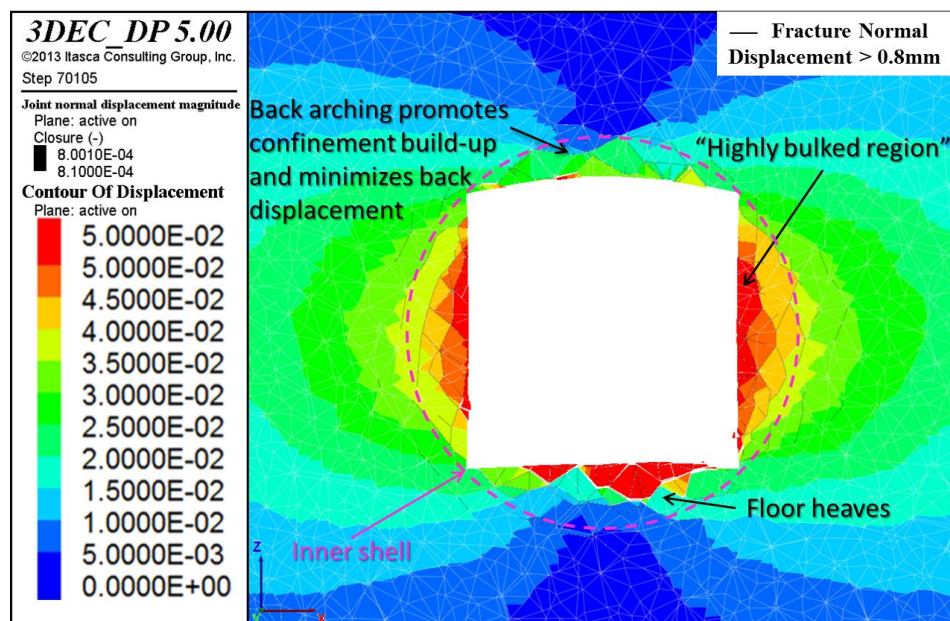 3DEC_DP 5.00
©2013 Itasca Consulting Group, Inc.
Step 70105
Joint normal displacement magnitude
Plane: active on
Closure (-)
8.0010E-04
8.1000E-04
Contour Of Displacement
Plane: active on
5.0000E-02
5.0000E-02
4.5000E-02
4.0000E-02
3.5000E-02
3.0000E-02
2.5000E-02
2.0000E-02
1.5000E-02
1.0000E-02
5.0000E-03
0.0000E+00
— Fracture Normal
Displacement > 0.8mm
Back arching promotes
confinement build-up
and minimizes back
displacement
“Highly bulked region”
Floor heaves
Inner shell
Z
Y
X